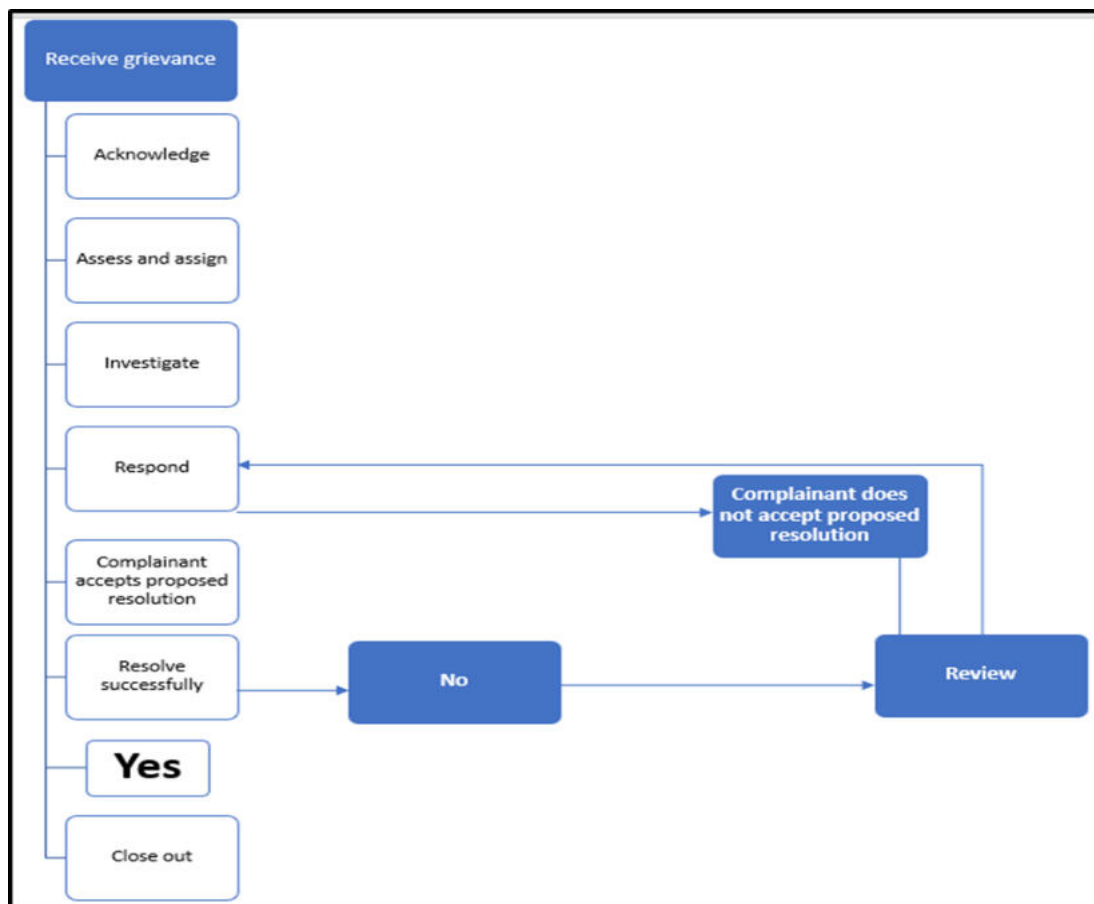 Receive grievance
Acknowledge
Assess and assign
Investigate
Respond
Complainant does
not accept proposed
resolution
Complainant
accepts proposed
resolution
Resolve
successfully
No
Review
Yes
Close out